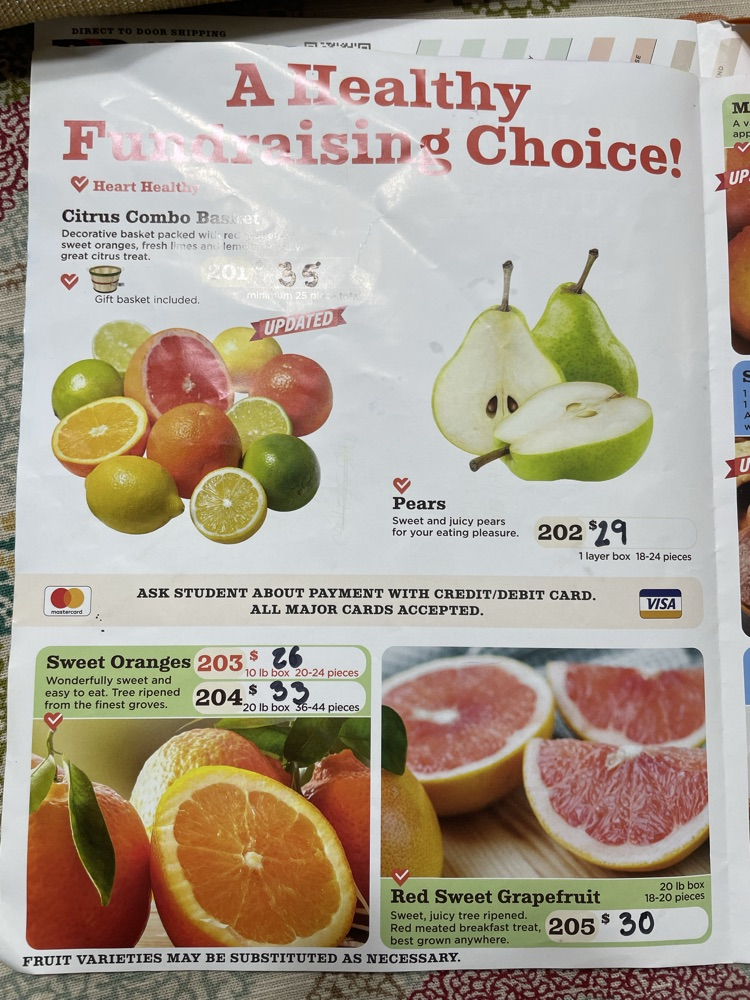 DIRECT TO DOOR SHIPPING
A Healthy
Fundraising Choice!
Heart Healthy
Citrus Combo Basket
Decorative basket packed with red
sweet oranges, fresh limes and
great citrus treat.
201 $ 35
minimum 25
Gift basket included.
UPDATED
Pears
Sweet and juicy pears
for your eating pleasure.
202 $29
1 layer box 18-24 pieces
mastercard
ASK STUDENT ABOUT PAYMENT WITH CREDIT/DEBIT CARD.
ALL MAJOR CARDS ACCEPTED.
VISA
Sweet Oranges
Wonderfully sweet and
easy to eat. Tree ripened
from the finest groves.
203 $ 26
10 lb box 20-24 pieces
204 $ 33
20 lb box 36-44 pieces
Red Sweet Grapefruit
Sweet, juicy tree ripened.
Red meated breakfast treat,
best grown anywhere.
20 lb box
18-20 pieces
205 $ 30
FRUIT VARIETIES MAY BE SUBSTITUTED AS NECESSARY.